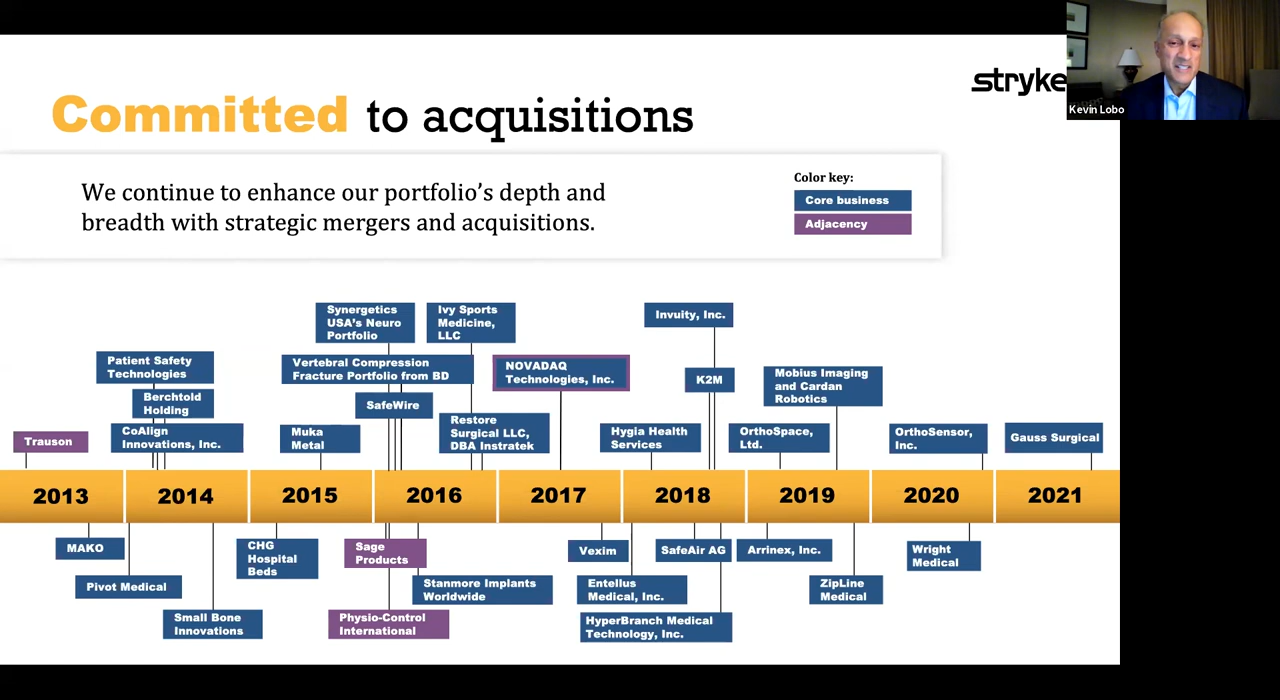 stryke
Kevin Lobo
Committed to acquisitions
We continue to enhance our portfolio's depth and
breadth with strategic mergers and acquisitions.
Color key:
Core business
Adjacency
Synergetics
USA's Neuro
Portfolio
Ivy Sports
Medicine,
LLC
Invuity, Inc.
Patient Safety
Technologies
Vertebral Compression
Fracture Portfolio from BD
NOVADAQ
Technologies, Inc.
K2M
Mobius Imaging
and Cardan
Robotics
Berchtold
Holding
SafeWire
Trauson
CoAlign
Innovations, Inc.
Muka
Metal
Restore
Surgical LLC,
DBA Instratek
Hygia Health
Services
OrthoSpace,
Ltd.
OrthoSensor,
Inc.
Gauss Surgical
2013
2014
2015
2016
2017
2018
2019
2020
2021
MAKO
CHG
Hospital
Beds
Sage
Products
Vexim
SafeAir AG
Arrinex, Inc.
Wright
Medical
Pivot Medical
Stanmore Implants
Worldwide
Entellus
Medical, Inc.
ZipLine
Medical
Small Bone
Innovations
Physio-Control
International
HyperBranch Medical
Technology, Inc.